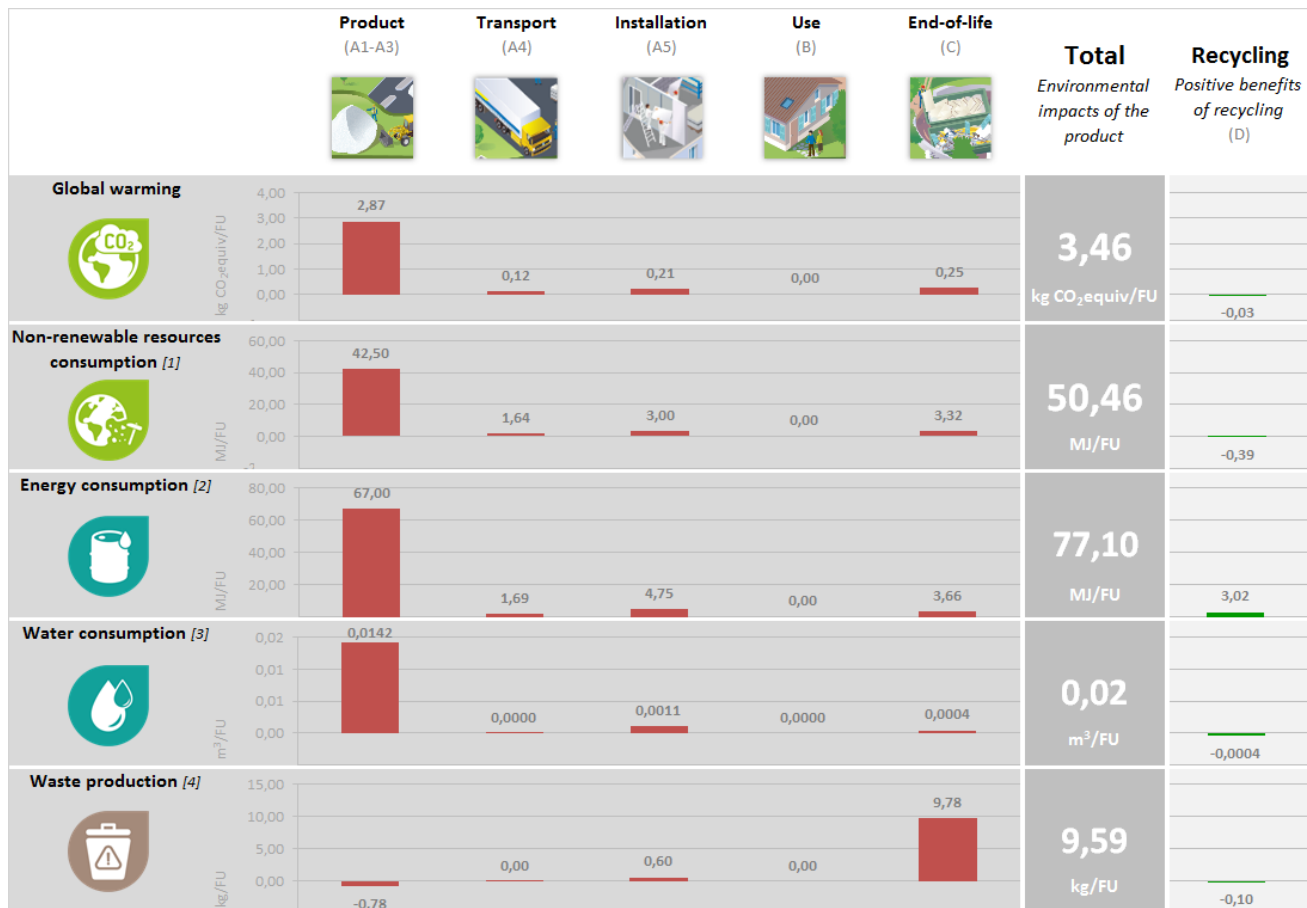 Product
(A1-A3)
Transport
(A4)
Installation
(A5)
Use
(B)
End-of-life
(C)
Total
Environmental
impacts of the
product
Recycling
Positive benefits
of recycling
(D)
Global warming
CO2
kg CO2equiv/FU
4,00
3,00
2,00
1,00
0,00
2,87
0,12
0,21
0,00
0,25
3,46
kg CO2equiv/FU
-0,03
Non-renewable resources
consumption [1]
MJ/FU
60,00
40,00
20,00
0,00
42,50
1,64
3,00
0,00
3,32
50,46
MJ/FU
-0,39
Energy consumption [2]
MJ/FU
80,00
60,00
40,00
20,00
67,00
1,69
4,75
0,00
3,66
77,10
MJ/FU
3,02
Water consumption [3]
m3/FU
0,02
0,01
0,01
0,00
0,0142
0,0000
0,0011
0,0000
0,0004
0,02
m3/FU
-0,0004
Waste production [4]
kg/FU
15,00
10,00
5,00
0,00
-0,78
0,00
0,60
0,00
9,78
9,59
kg/FU
-0,10